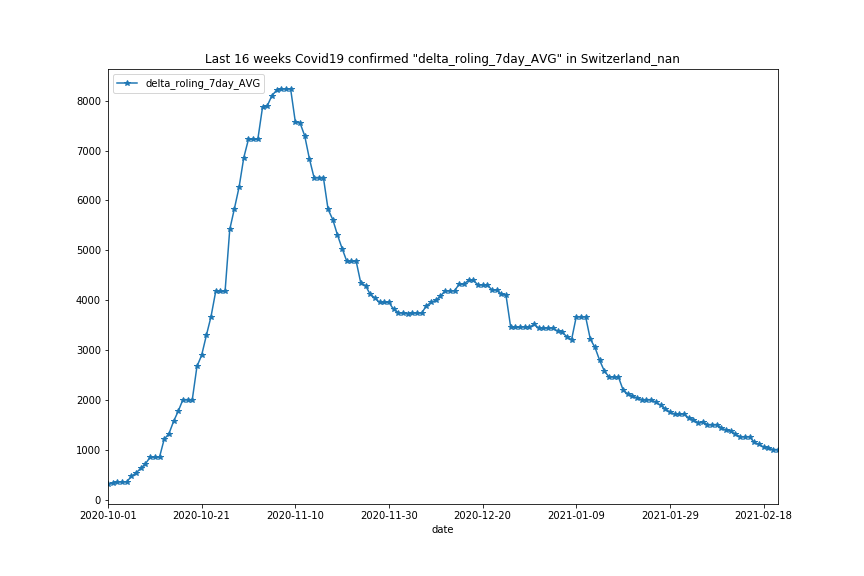 Last 16 weeks Covid19 confirmed "delta_roling_7day_AVG" in Switzerland_nan
delta_roling_7day_AVG
8000
7000
6000
5000
4000
3000
2000
1000
0
2020-10-01 2020-10-21 2020-11-10 2020-11-30 2020-12-20 2021-01-09 2021-01-29 2021-02-18
date